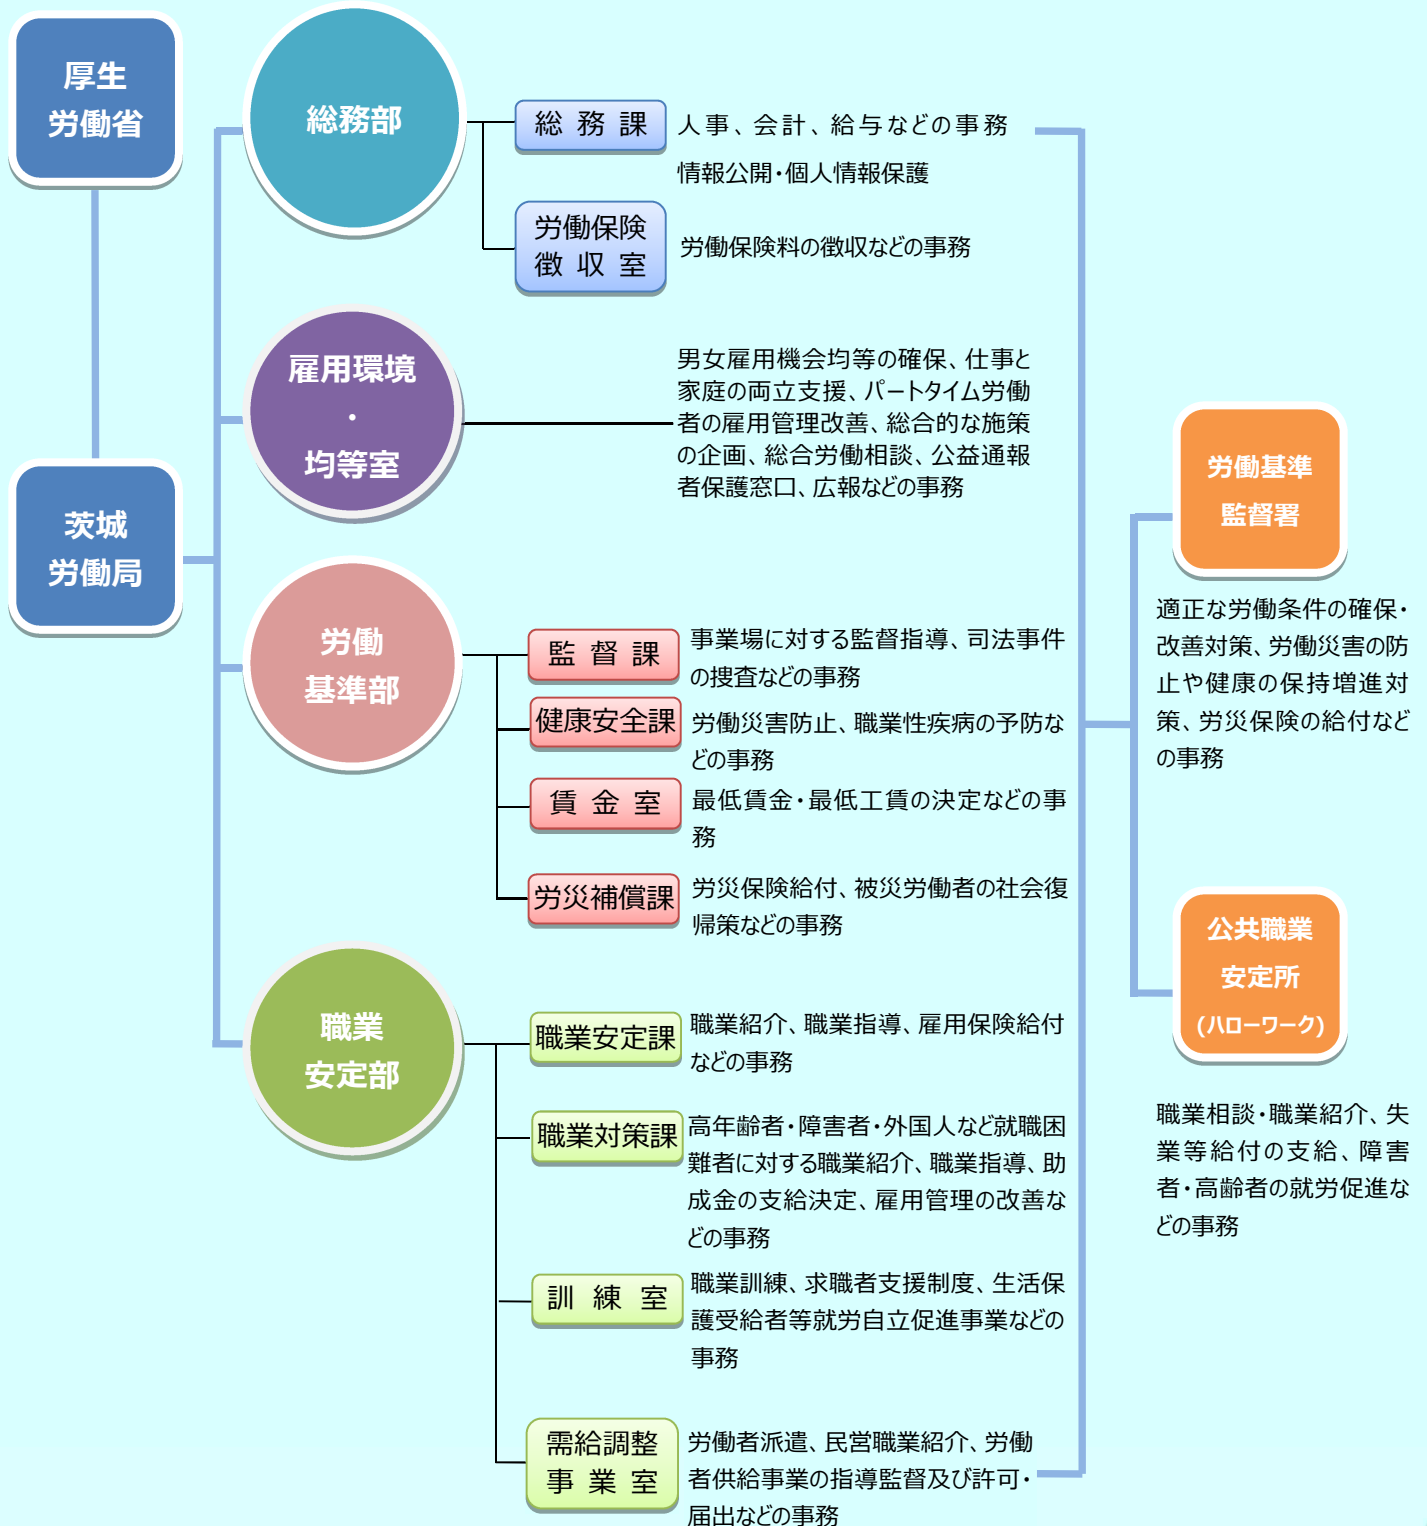 厚生
労働省
茨城
労働局
総務部
総務課
人事、会計、給与などの事務
情報公開・個人情報保護
労働保険
徴収室
労働保険料の徴収などの事務
雇用環境
・
均等室
男女雇用機会均等の確保、仕事と
家庭の両立支援、パートタイム労働
者の雇用管理改善、総合的な施策
の企画、総合労働相談、公益通報
者保護窓口、広報などの事務
労働
基準部
監督課
事業場に対する監督指導、司法事件
の捜査などの事務
健康安全課
労働災害防止、職業性疾病の予防な
どの事務
賃金室
最低賃金・最低工賃の決定などの事
務
労災補償課
労災保険給付、被災労働者の社会復
帰策などの事務
職業
安定部
職業安定課
職業紹介、職業指導、雇用保険給付
などの事務
職業対策課
高年齢者・障害者・外国人など就職困
難者に対する職業紹介、職業指導、助
成金の支給決定、雇用管理の改善な
どの事務
訓練室
職業訓練、求職者支援制度、生活保
護受給者等就労自立促進事業などの
事務
需給調整
事業室
労働者派遣、民営職業紹介、労働
者供給事業の指導監督及び許可・
届出などの事務
労働基準
監督署
適正な労働条件の確保・
改善対策、労働災害の防
止や健康の保持増進対
策、労災保険の給付など
の事務
公共職業
安定所
(ハローワーク)
職業相談・職業紹介、失
業等給付の支給、障害
者・高齢者の就労促進な
どの事務